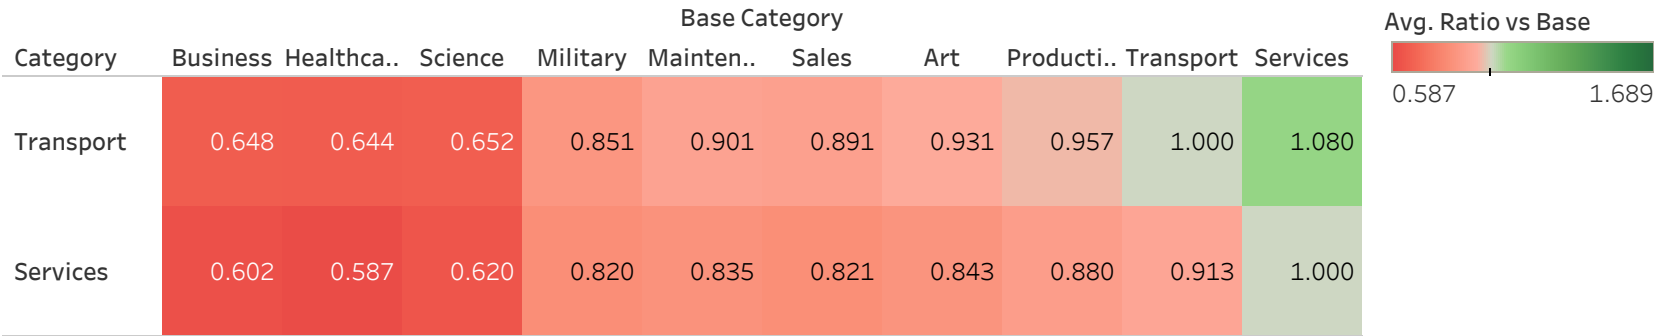 Base Category
Category Business Healthca.. Science Military Mainten.. Sales Art Producti.. Transport Services
Transport 0.648 0.644 0.652 0.851 0.901 0.891 0.931 0.957 1.000 1.080
Services 0.602 0.587 0.620 0.820 0.835 0.821 0.843 0.880 0.913 1.000
Avg. Ratio vs Base
0.587 1.689